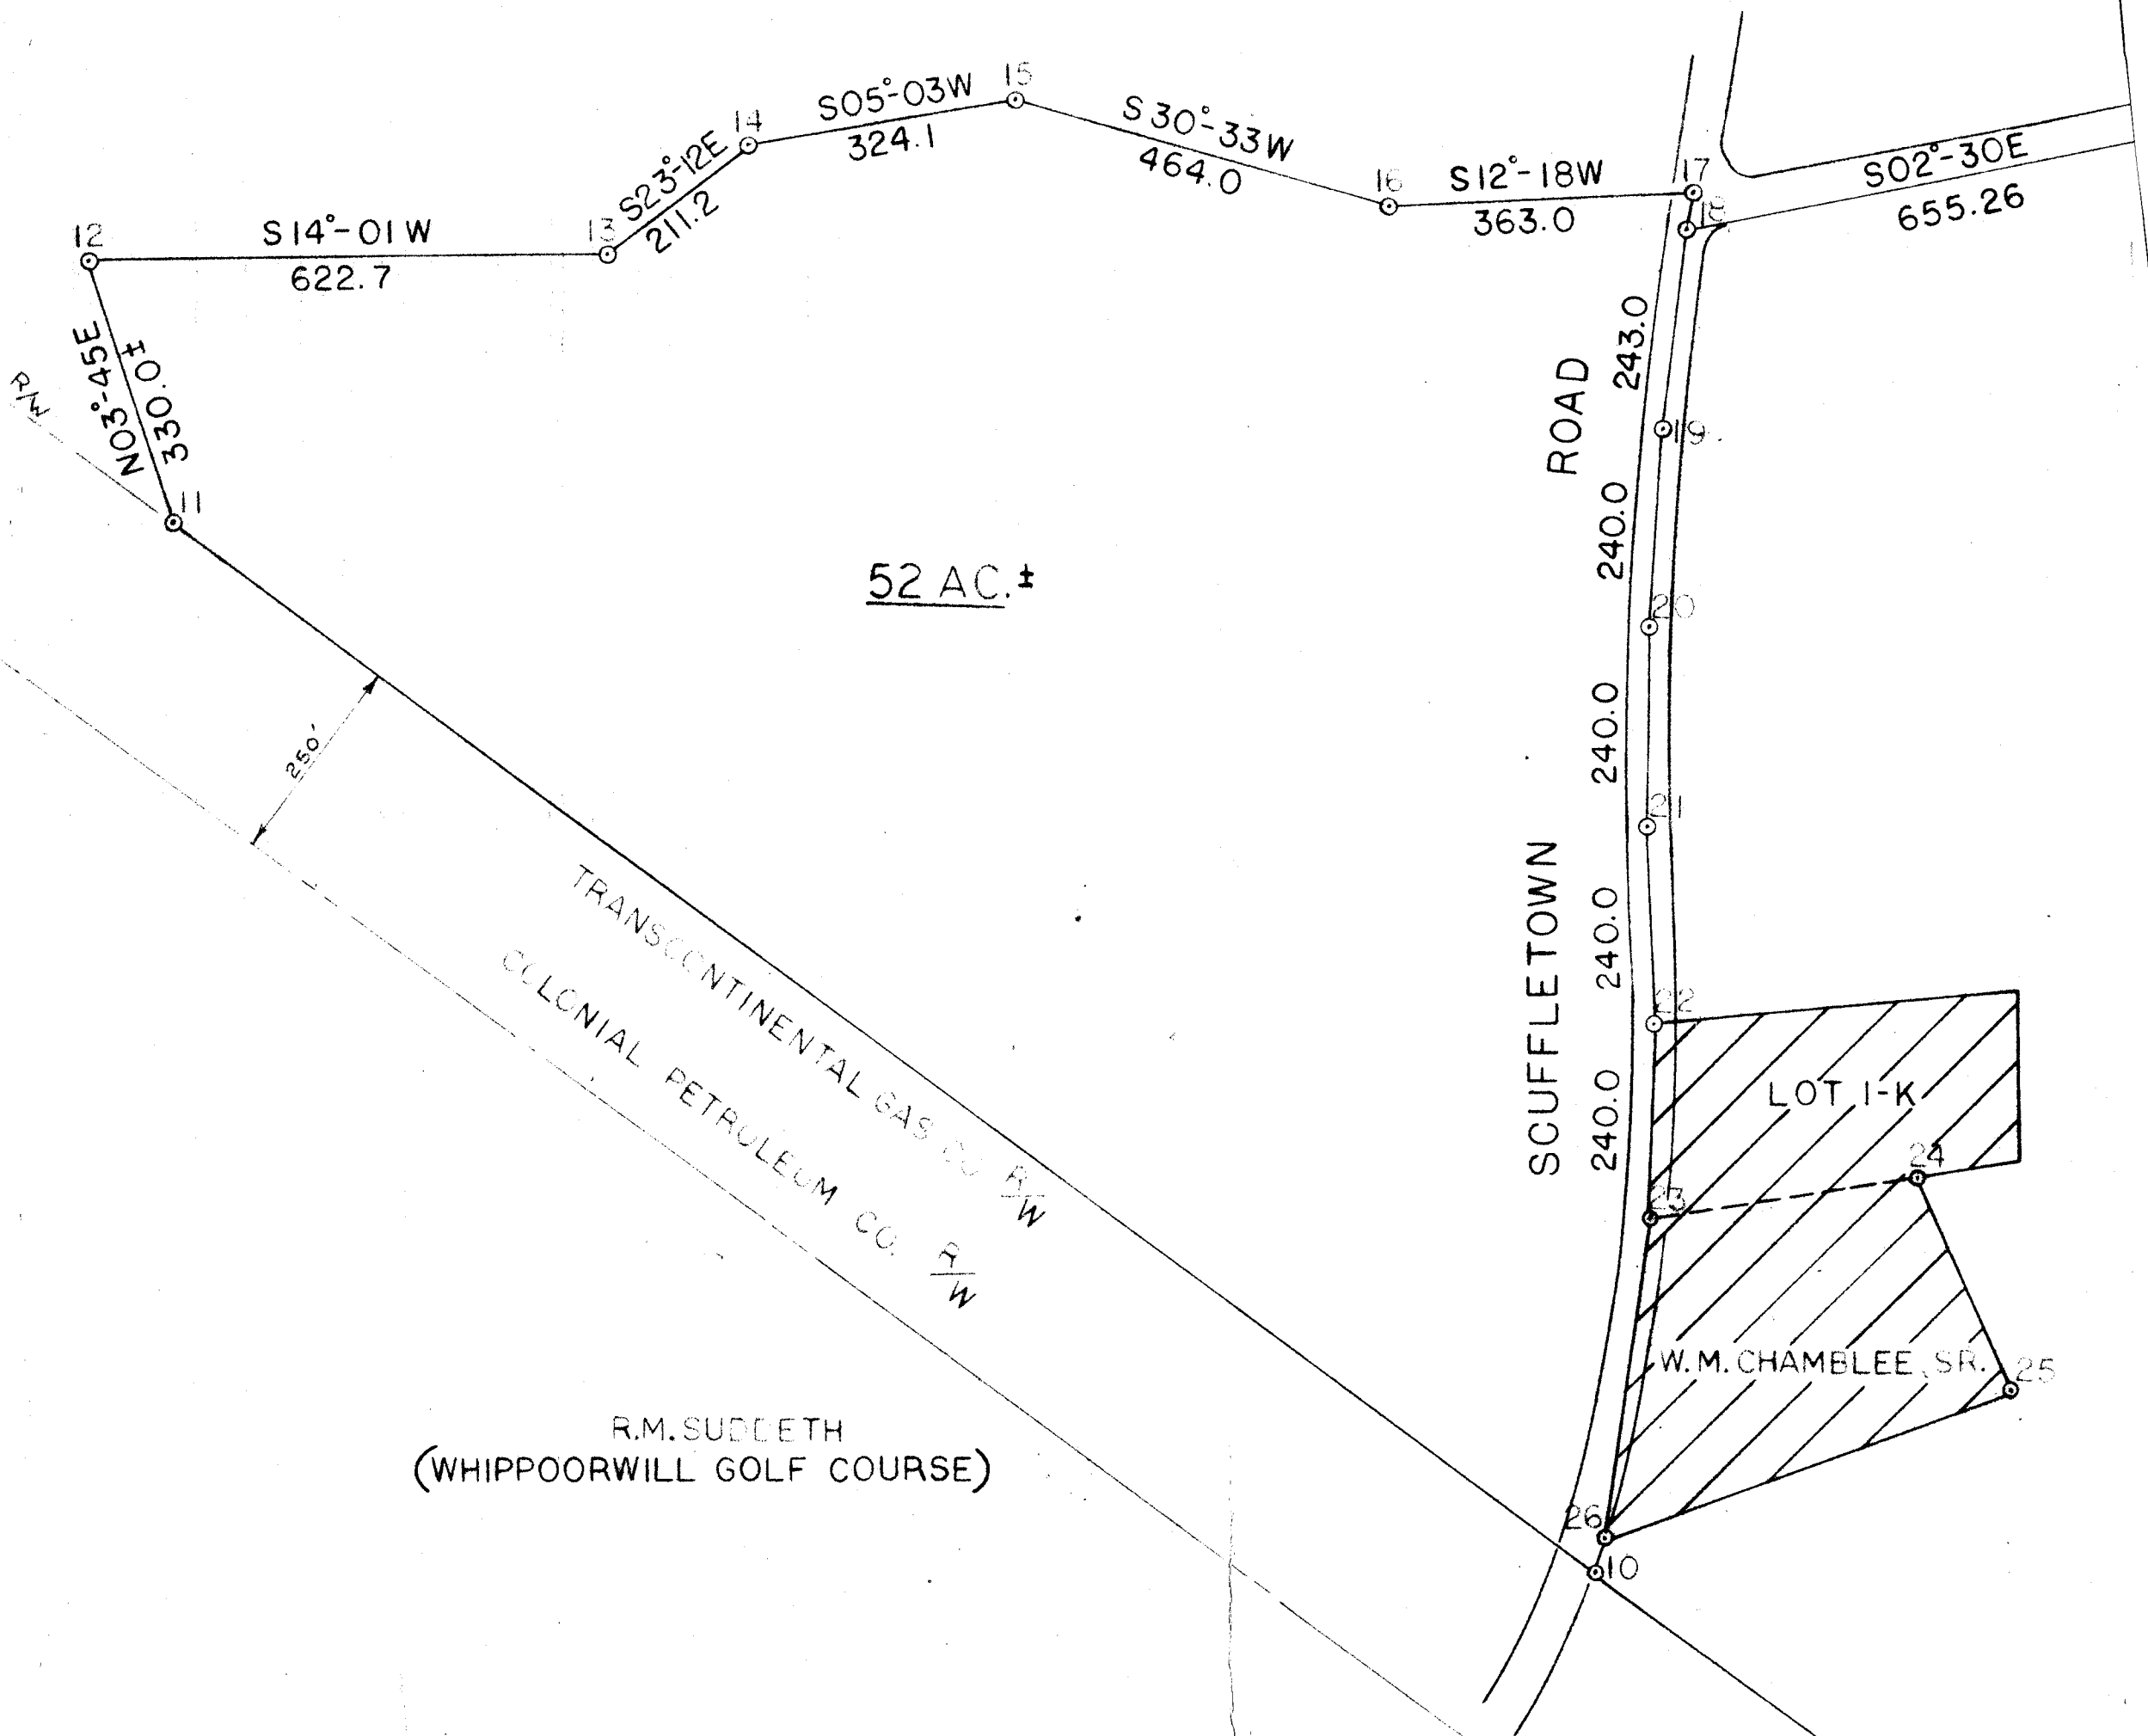 15
S05°-03W
324.1
14
S30°-33W
464.0
S23°-12E
211.2
16
S12°-18W
363.0
17
18
S02°-30E
655.26
12
S14°-01W
622.7
13
N03°-45E
330.0±
R/W
11
243.0
ROAD
19
52 AC.±
240.0
20
250'
240.0
21
TRANSCONTINENTAL GAS CO R/W
COLONIAL PETROLEUM CO. R/W
SCUFFLETOWN
240.0
22
LOT 1-K
240.0
24
23
W.M. CHAMBLEE, SR.
25
R.M. SUDDETH
(WHIPPOORWILL GOLF COURSE)
26
10